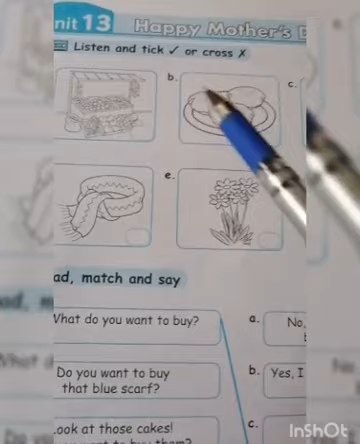 nit 13 Happy Mother's D
Listen and tick ✓ or cross ✗
b.
c.
e.
ad, match and say
What do you want to buy?
a.
No,
Do you want to buy
that blue scarf?
b.
Yes, I
Look at those cakes!
c.
InShOt